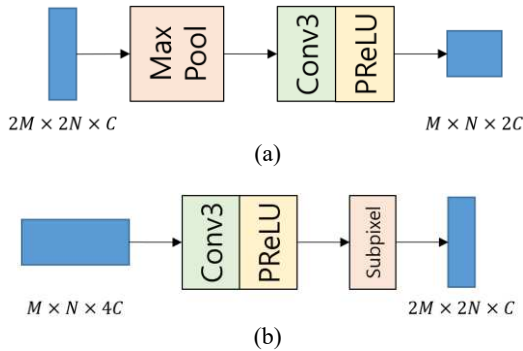 Max
Pool
Conv3
PReLU
2M × 2N × C
M × N × 2C
(a)
Conv3
PReLU
Subpixel
M × N × 4C
2M × 2N × C
(b)